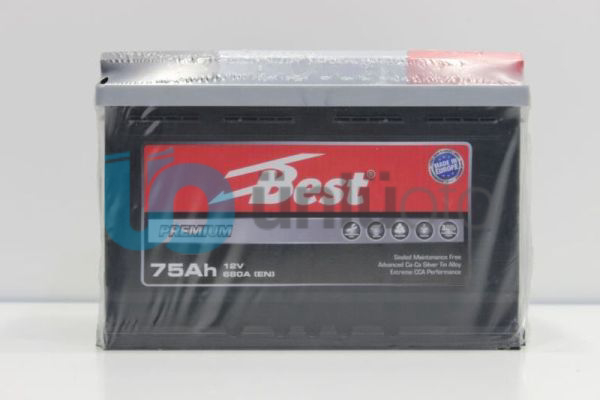 Best®
MADE IN
EUROPE
PREMIUM
75Ah
12V
680A (EN)
Sealed Maintenance Free
Advanced Ca-Ca Silver Tin Alloy
Extreme CCA Performance